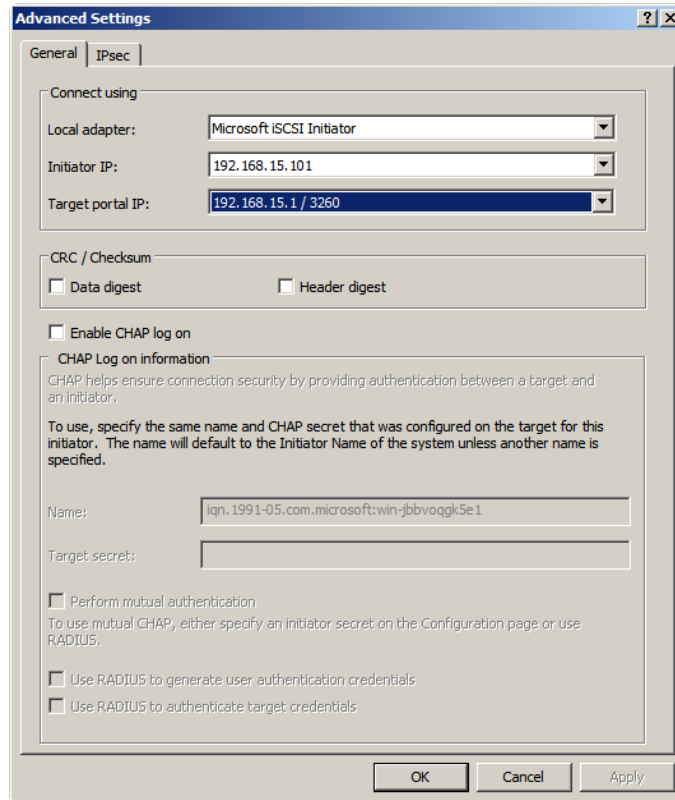 Advanced Settings
General
IPsec
Connect using
Local adapter:
Microsoft iSCSI Initiator
Initiator IP:
192.168.15.101
Target portal IP:
192.168.15.1 / 3260
CRC / Checksum
Data digest
Header digest
Enable CHAP log on
CHAP Log on information
CHAP helps ensure connection security by providing authentication between a target and
an initiator.
To use, specify the same name and CHAP secret that was configured on the target for this
initiator. The name will default to the Initiator Name of the system unless another name is
specified.
Name:
iqn.1991-05.com.microsoft:win-jbbvoqgk5e1
Target secret:
Perform mutual authentication
To use mutual CHAP, either specify an initiator secret on the Configuration page or use
RADIUS.
Use RADIUS to generate user authentication credentials
Use RADIUS to authenticate target credentials
OK
Cancel
Apply